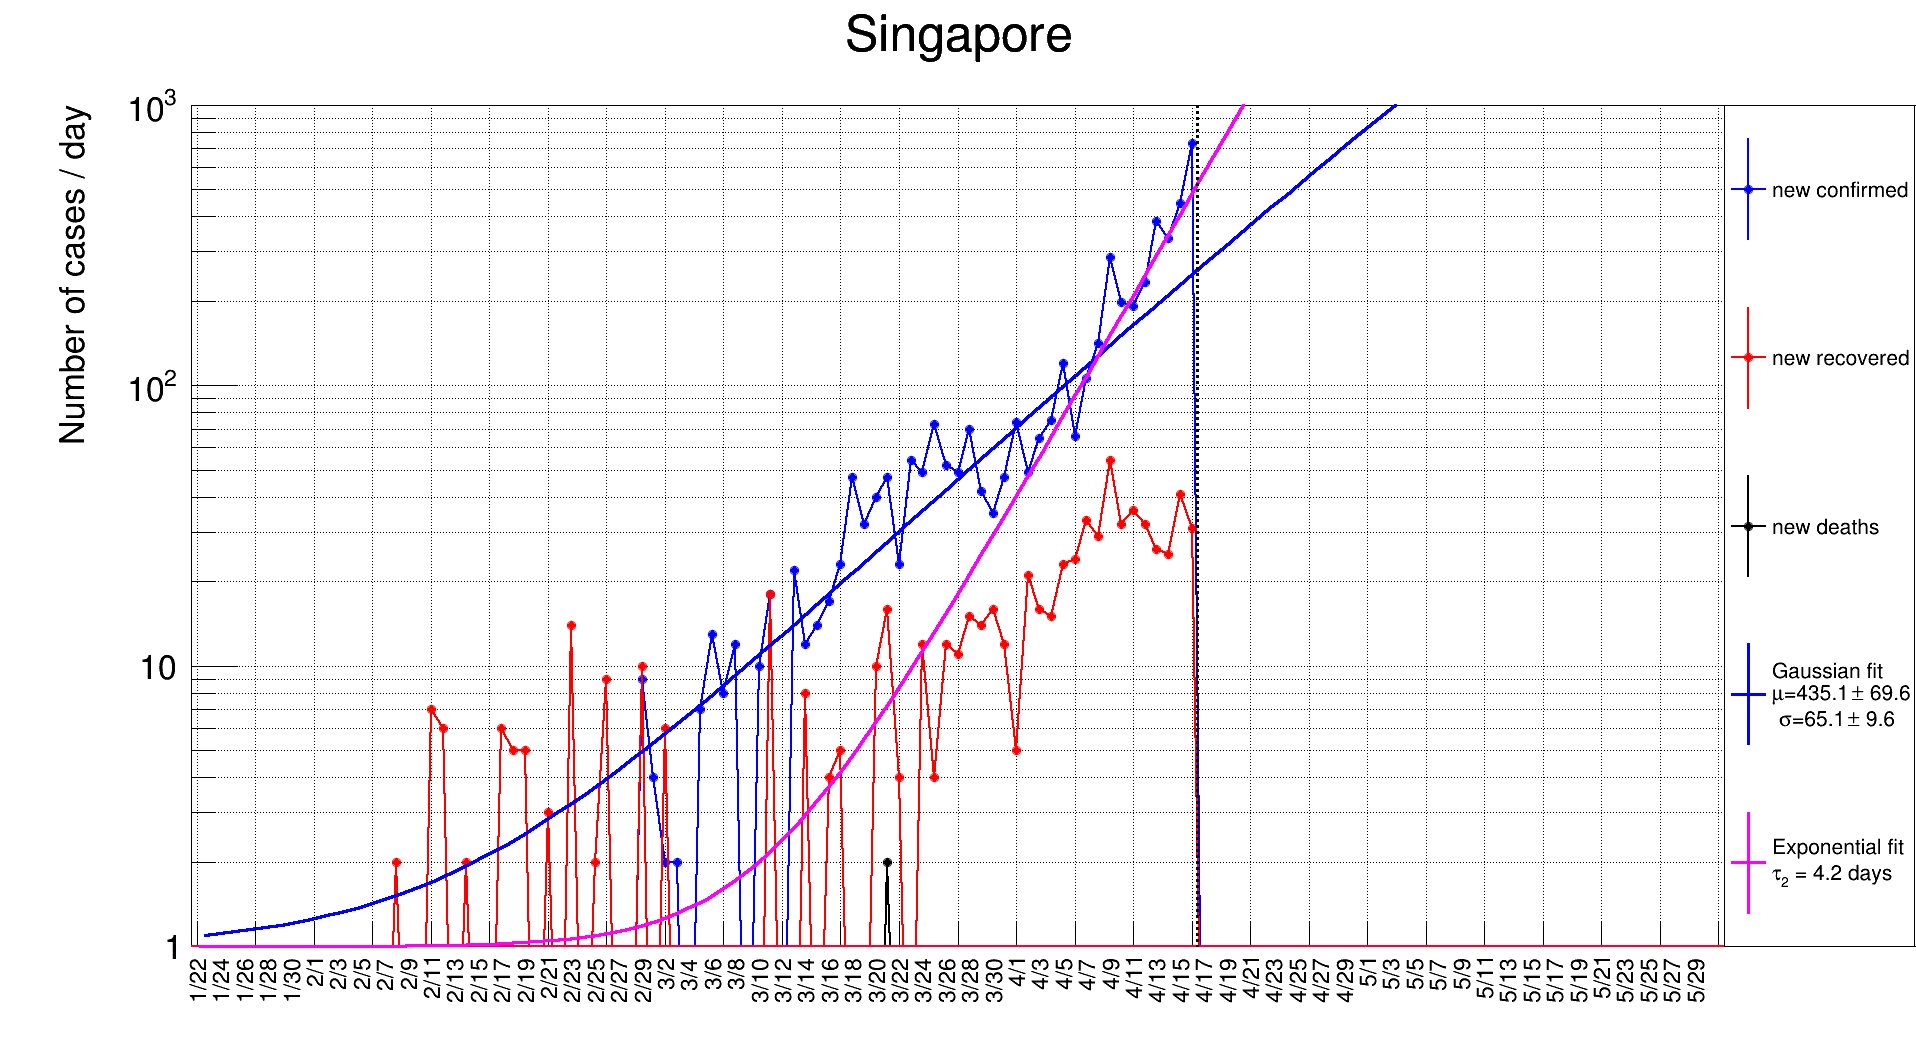 Singapore
Number of cases / day
10³
10²
10
1
1/22 1/24 1/26 1/28 1/30 2/1 2/3 2/5 2/7 2/9 2/11 2/13 2/15 2/17 2/19 2/21 2/23 2/25 2/27 2/29 3/2 3/4 3/6 3/8 3/10 3/12 3/14 3/16 3/18 3/20 3/22 3/24 3/26 3/28 3/30 4/1 4/3 4/5 4/7 4/9 4/11 4/13 4/15 4/17 4/19 4/21 4/23 4/25 4/27 4/29 5/1 5/3 5/5 5/7 5/9 5/11 5/13 5/15 5/17 5/19 5/21 5/23 5/25 5/27 5/29
new confirmed
new recovered
new deaths
Gaussian fit
μ=435.1± 69.6
σ=65.1± 9.6
Exponential fit
τ₂ = 4.2 days